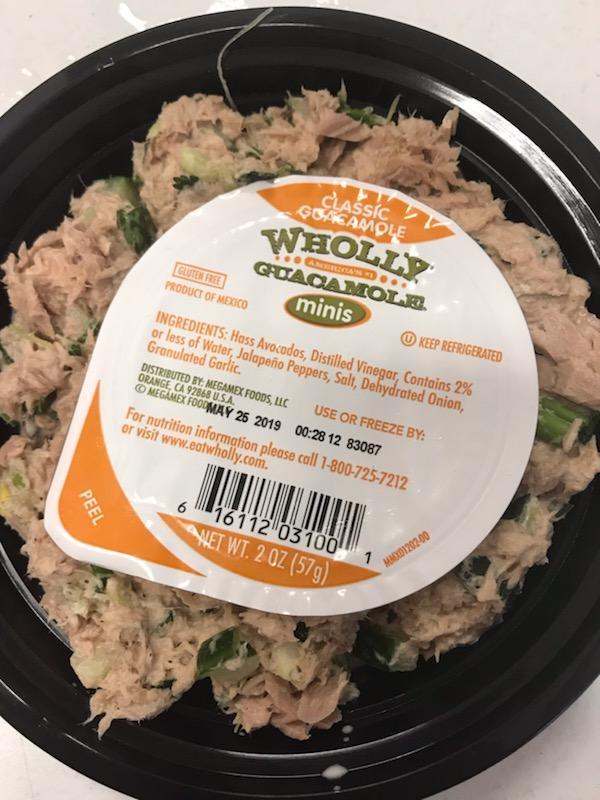 CLASSIC
GUACAMOLE
WHOLLY
AMERICA'S #1
GUACAMOLE
minis
GLUTEN FREE
PRODUCT OF MEXICO
Ⓤ KEEP REFRIGERATED
INGREDIENTS: Hass Avocados, Distilled Vinegar, Contains 2%
or less of Water, Jalapeño Peppers, Salt, Dehydrated Onion,
Granulated Garlic.
DISTRIBUTED BY: MEGAMEX FOODS, LLC
ORANGE, CA 92868 U.S.A.
© MEGAMEX FOODS
USE OR FREEZE BY:
MAY 25 2019 00:28 12 83087
For nutrition information please call 1-800-725-7212
or visit www.eatwholly.com.
PEEL
6 16112 03100 1
NET WT. 2 OZ (57g)
MMX01202-00